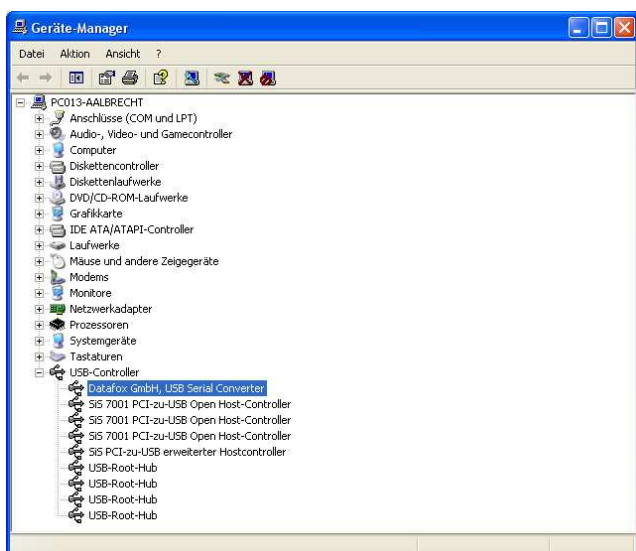 Geräte-Manager
Datei Aktion Ansicht ?
PC013-AALBRECHT
Anschlüsse (COM und LPT)
Audio-, Video- und Gamecontroller
Computer
Diskettencontroller
Diskettenlaufwerke
DVD/CD-ROM-Laufwerke
Grafikkarte
IDE ATA/ATAPI-Controller
Laufwerke
Mäuse und andere Zeigegeräte
Modems
Monitore
Netzwerkadapter
Prozessoren
Systemgeräte
Tastaturen
USB-Controller
Datafox GmbH, USB Serial Converter
SiS 7001 PCI-zu-USB Open Host-Controller
SiS 7001 PCI-zu-USB Open Host-Controller
SiS 7001 PCI-zu-USB Open Host-Controller
SiS PCI-zu-USB erweiterter Hostcontroller
USB-Root-Hub
USB-Root-Hub
USB-Root-Hub
USB-Root-Hub